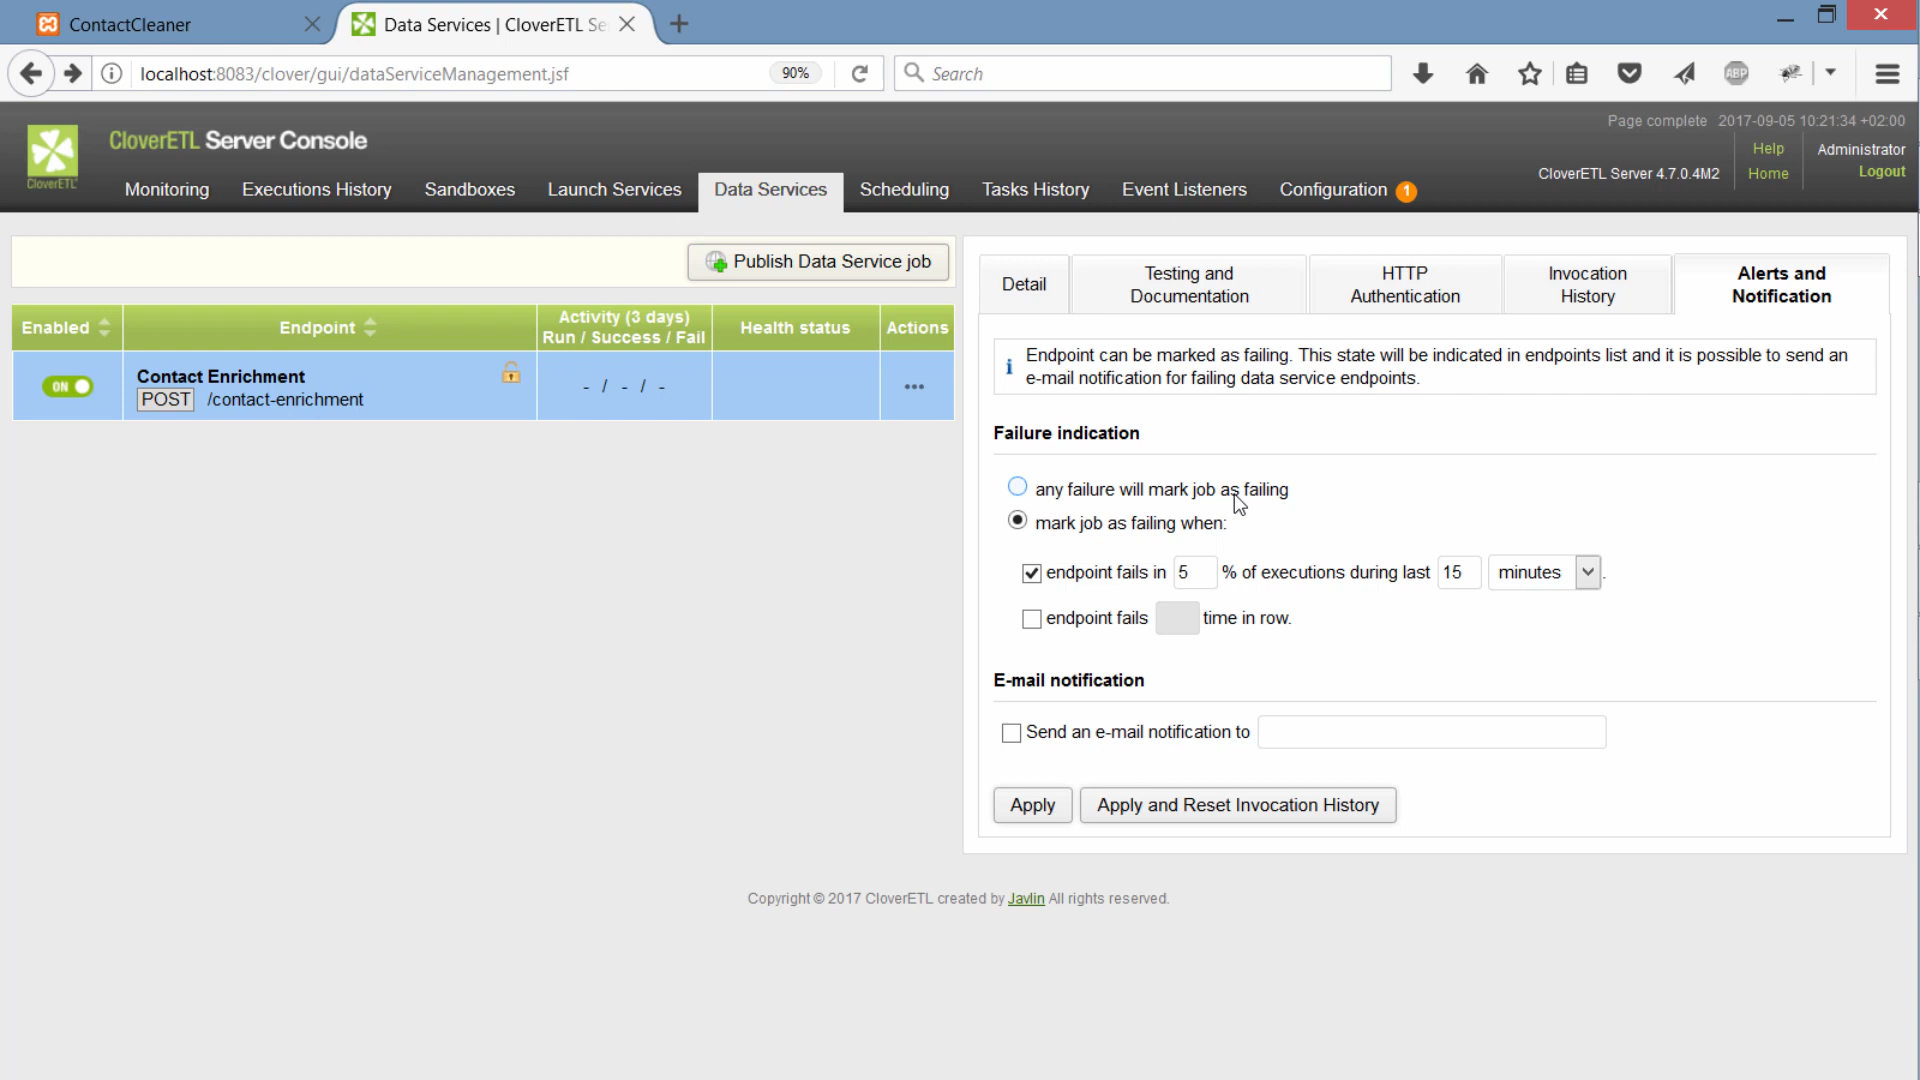 ContactCleaner
Data Services | CloverETL Se
localhost:8083/clover/gui/dataServiceManagement.jsf
90%
Search
ABP
CloverETL
CloverETL Server Console
Page complete 2017-09-05 10:21:34 +02:00
CloverETL Server 4.7.0.4M2
Help
Home
Administrator
Logout
Monitoring
Executions History
Sandboxes
Launch Services
Data Services
Scheduling
Tasks History
Event Listeners
Configuration 1
Publish Data Service job
Enabled
Endpoint
Activity (3 days)
Run / Success / Fail
Health status
Actions
ON
Contact Enrichment
POST /contact-enrichment
- / - / -
•••
Detail
Testing and
Documentation
HTTP
Authentication
Invocation
History
Alerts and
Notification
i
Endpoint can be marked as failing. This state will be indicated in endpoints list and it is possible to send an
e-mail notification for failing data service endpoints.
Failure indication
any failure will mark job as failing
mark job as failing when:
endpoint fails in 5 % of executions during last 15 minutes .
endpoint fails time in row.
E-mail notification
Send an e-mail notification to
Apply
Apply and Reset Invocation History
Copyright © 2017 CloverETL created by Javlin All rights reserved.